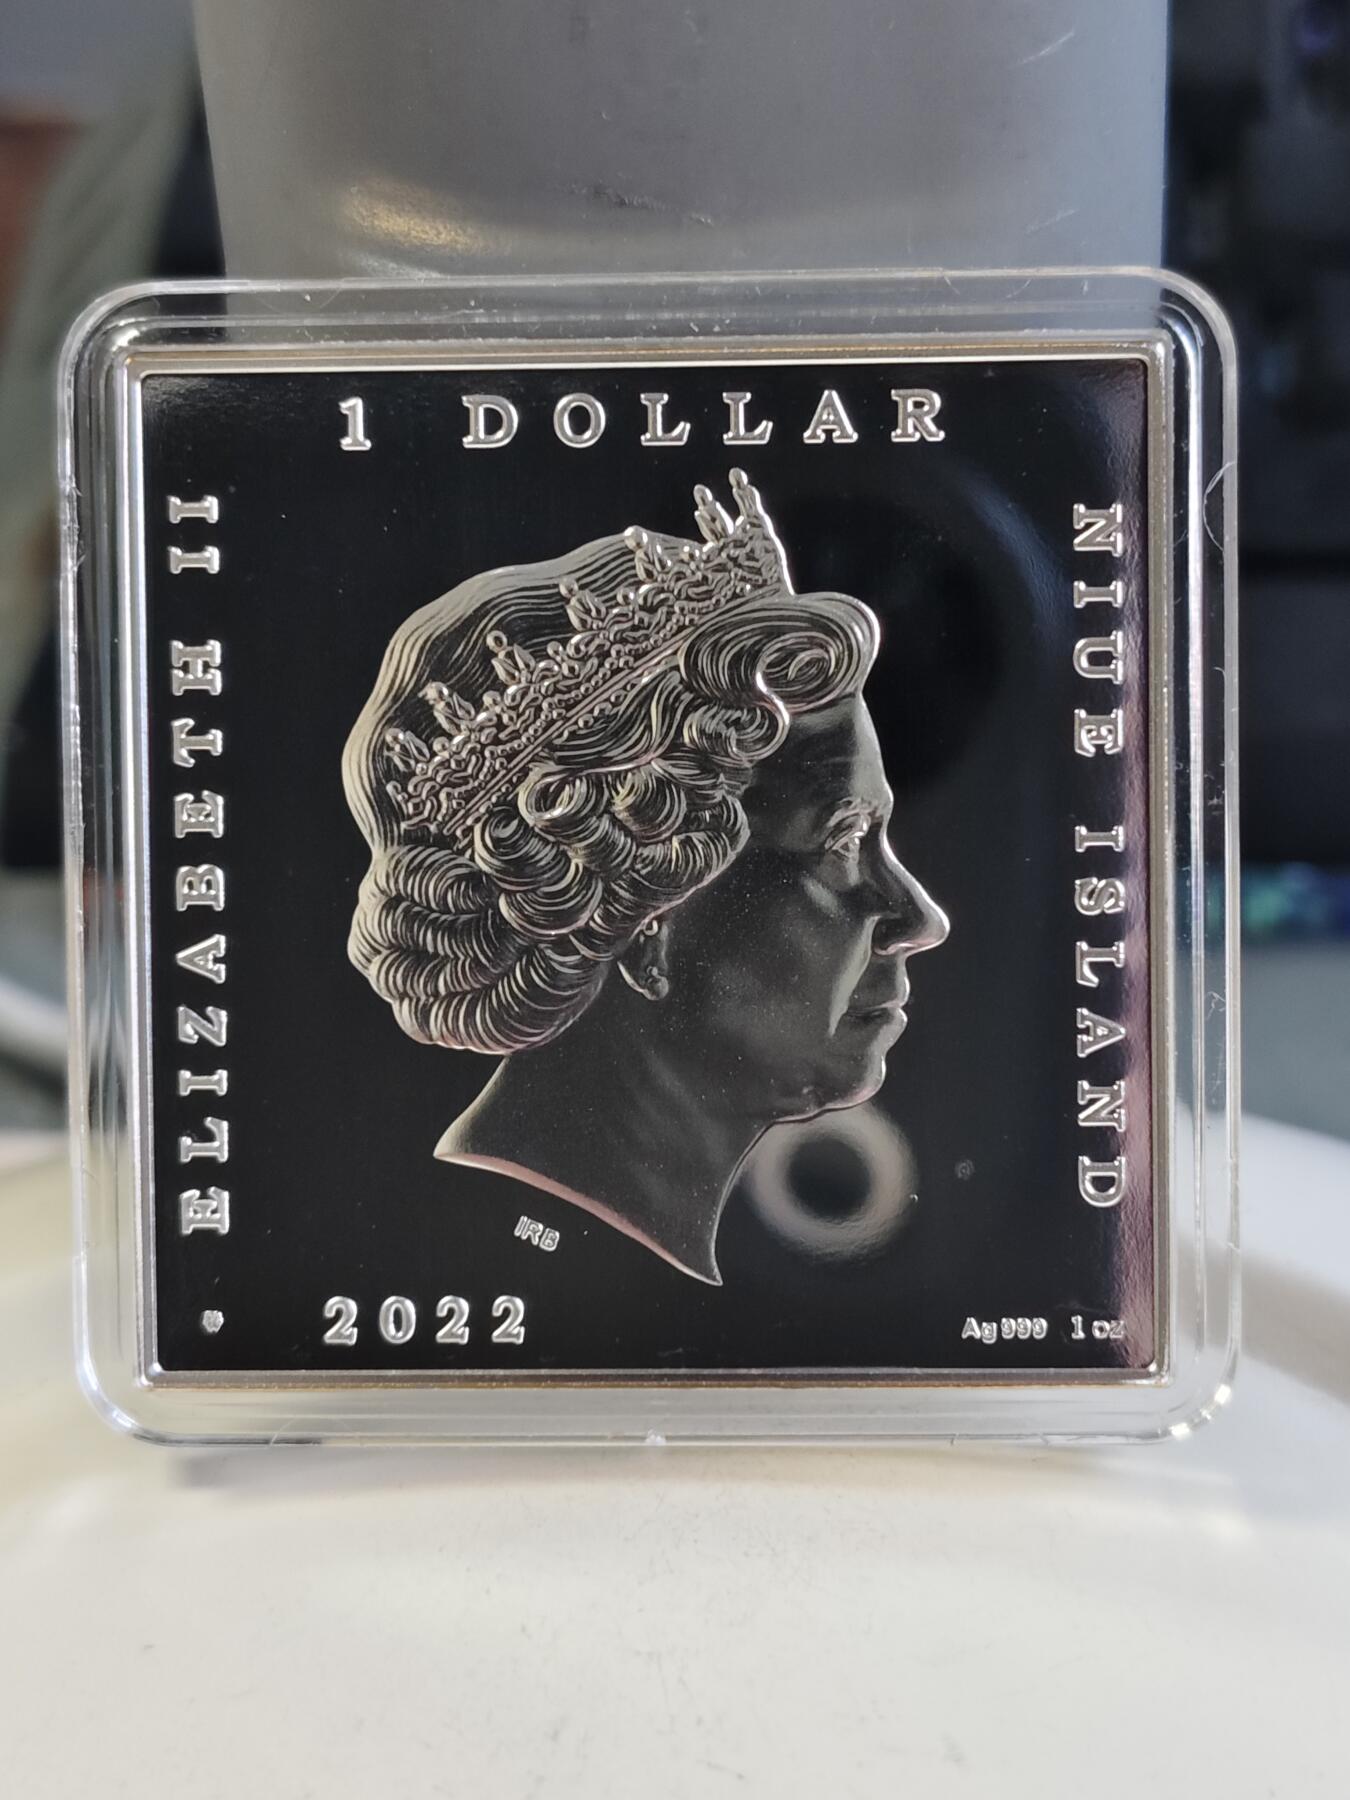 1 DOLLAR
ELIZABETH II
NIUE ISLAND
IRB
2022
Ag 999 1 oz